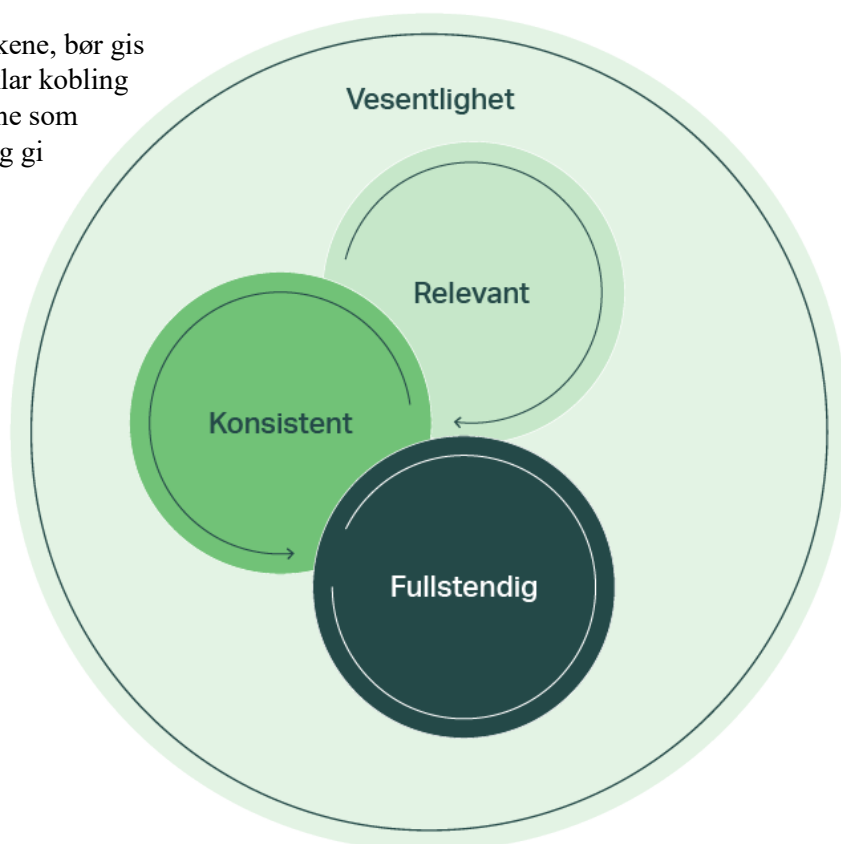 kene, bør gis
lar kobling
ne som
g gi
Vesentlighet
Relevant
Konsistent
Fullstendig